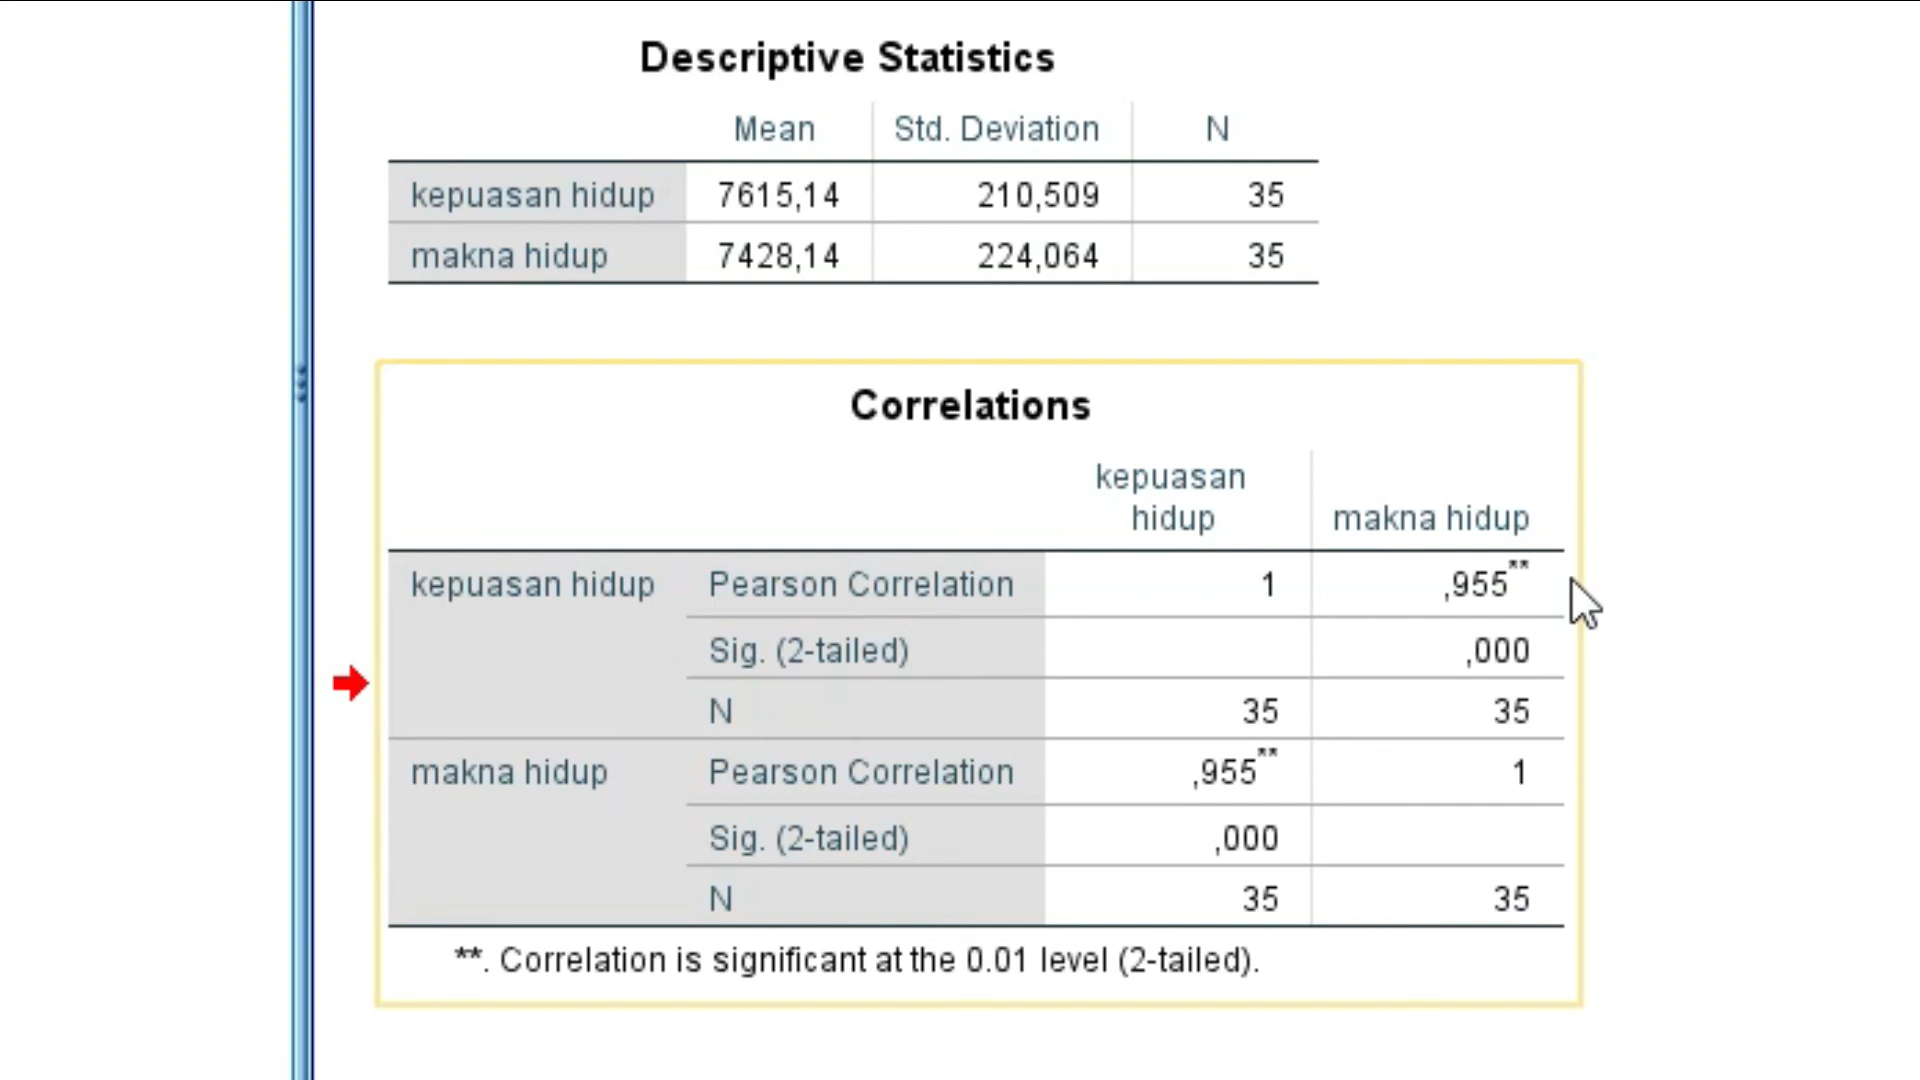 Descriptive Statistics
Mean Std. Deviation N
kepuasan hidup 7615,14 210,509 35
makna hidup 7428,14 224,064 35
Correlations
kepuasan
hidup makna hidup
kepuasan hidup Pearson Correlation 1 ,955**
Sig. (2-tailed) ,000
N 35 35
makna hidup Pearson Correlation ,955** 1
Sig. (2-tailed) ,000
N 35 35
**. Correlation is significant at the 0.01 level (2-tailed).